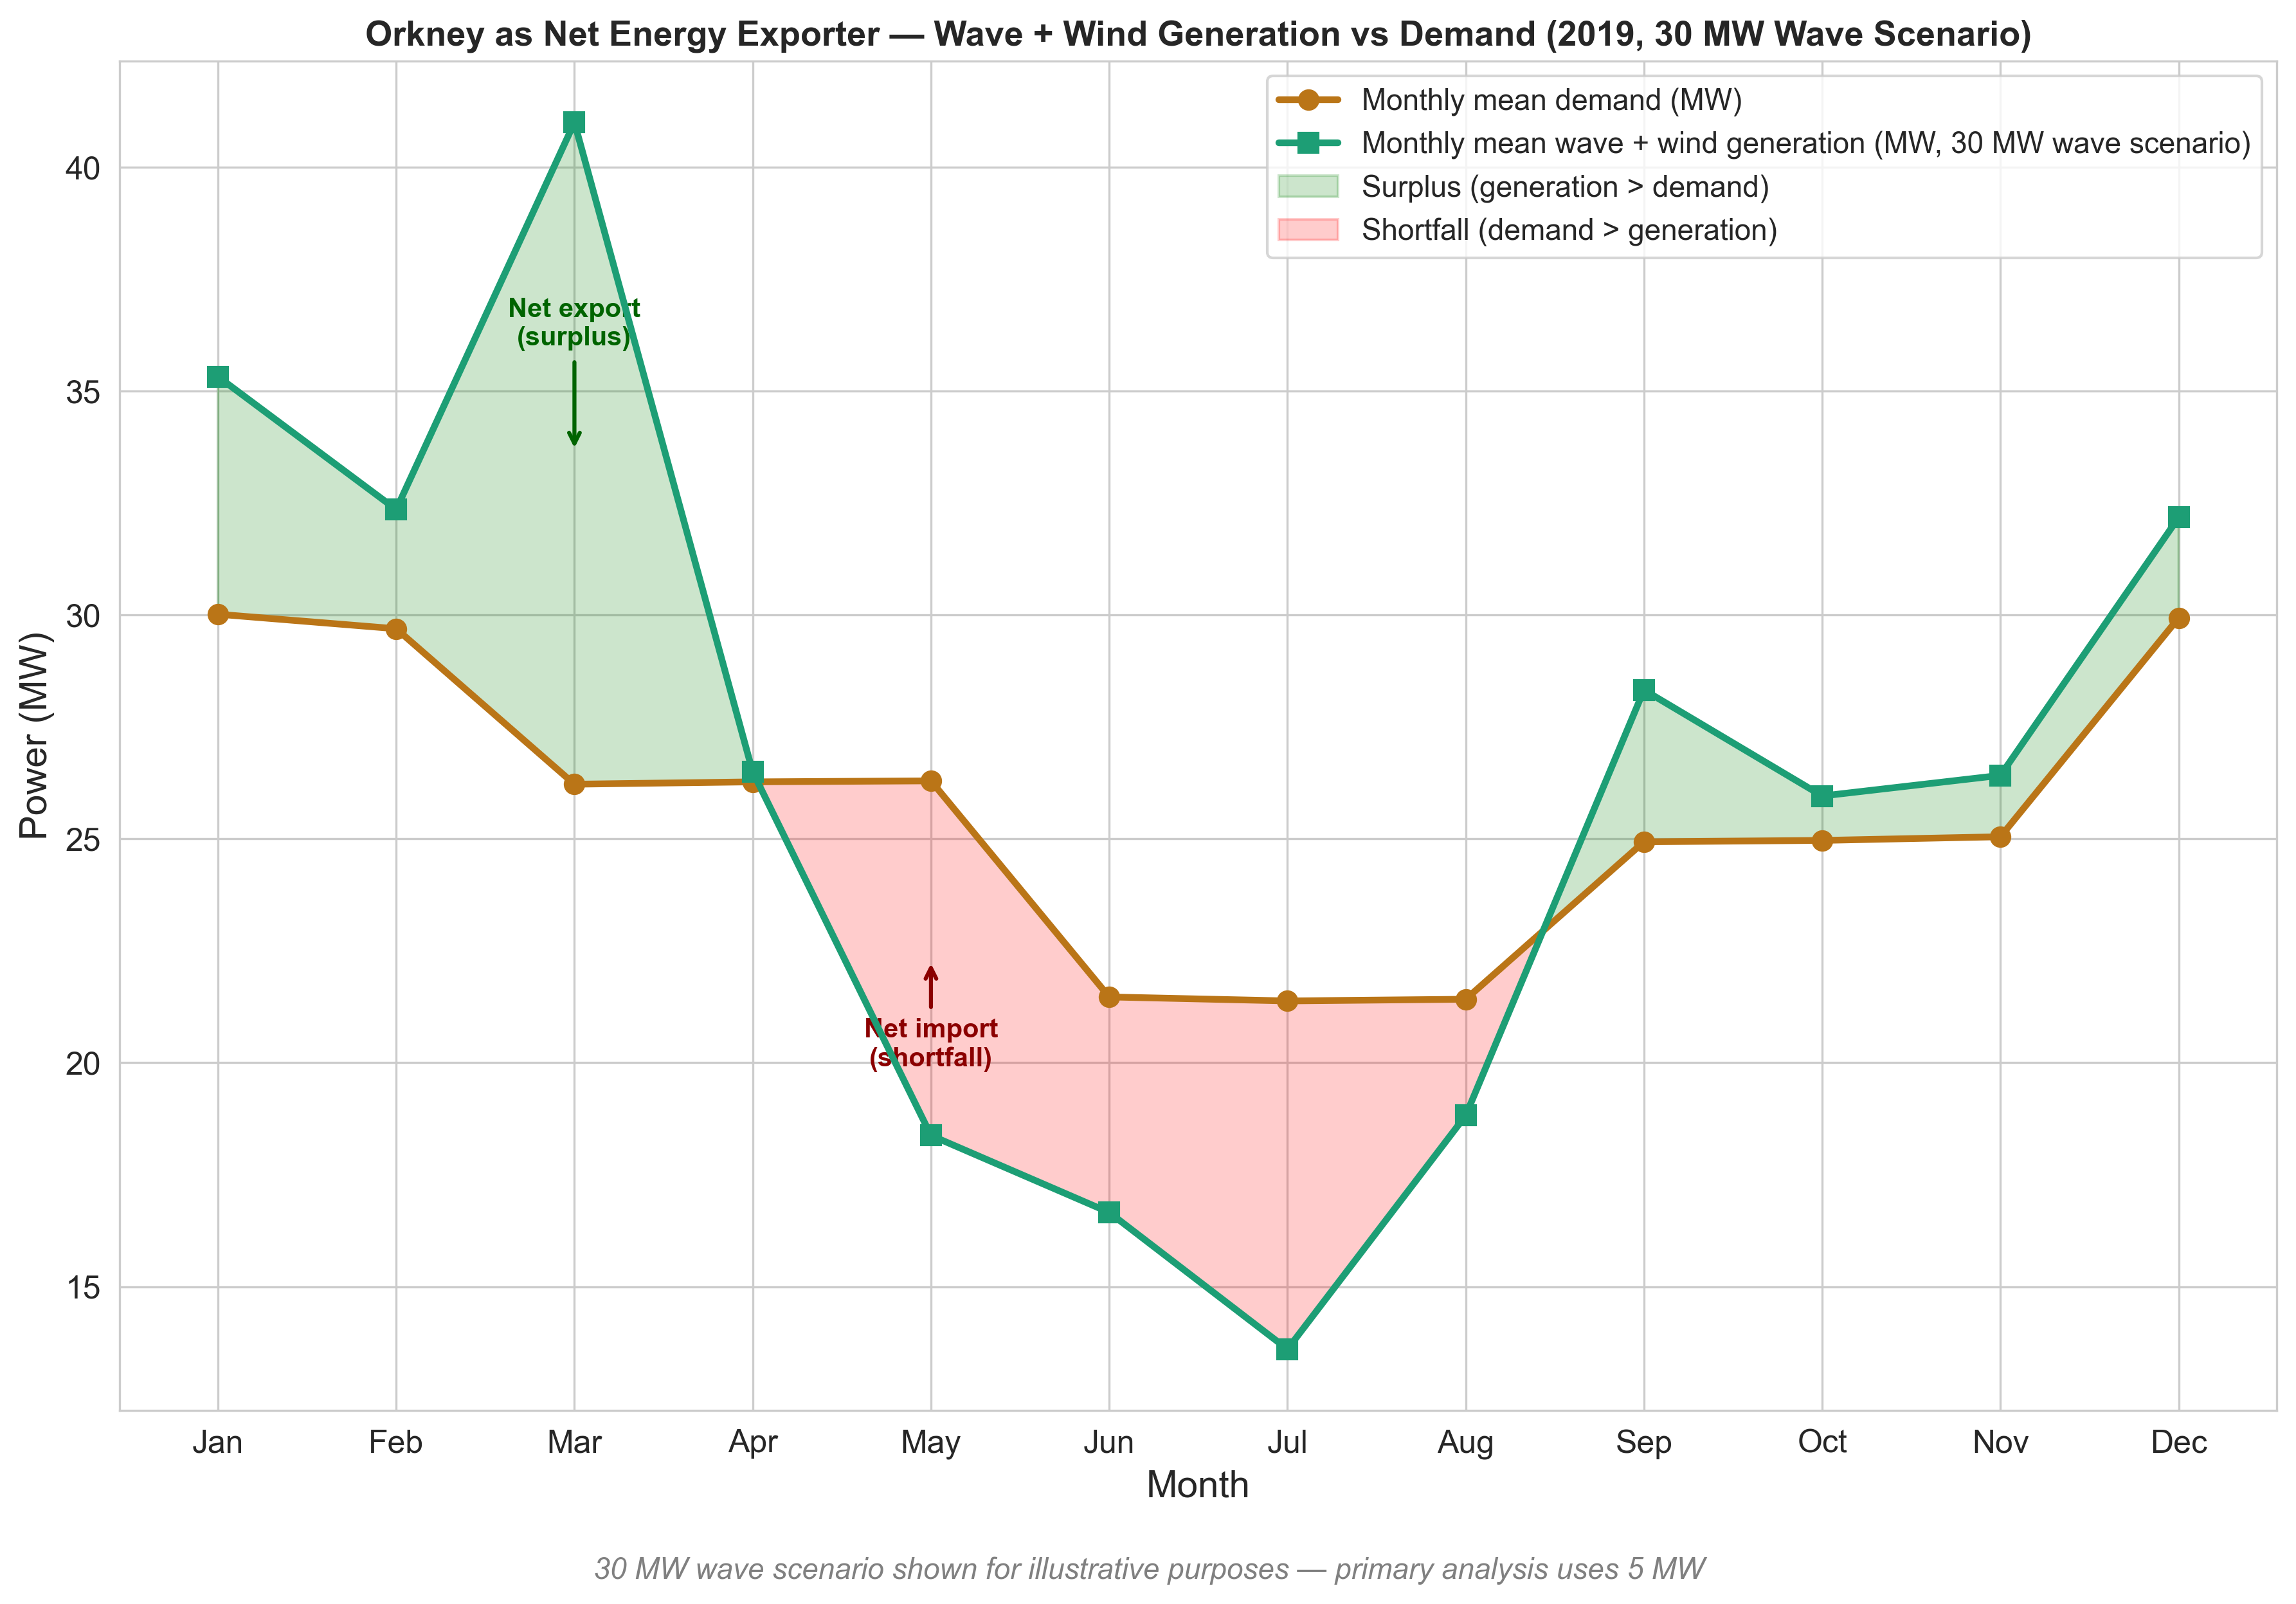 Orkney as Net Energy Exporter — Wave + Wind Generation vs Demand (2019, 30 MW Wave Scenario)
Monthly mean demand (MW)
Monthly mean wave + wind generation (MW, 30 MW wave scenario)
Surplus (generation > demand)
Shortfall (demand > generation)
Net export
(surplus)
Net import
(shortfall)
Power (MW)
40
35
30
25
20
15
Jan Feb Mar Apr May Jun Jul Aug Sep Oct Nov Dec
Month
30 MW wave scenario shown for illustrative purposes — primary analysis uses 5 MW